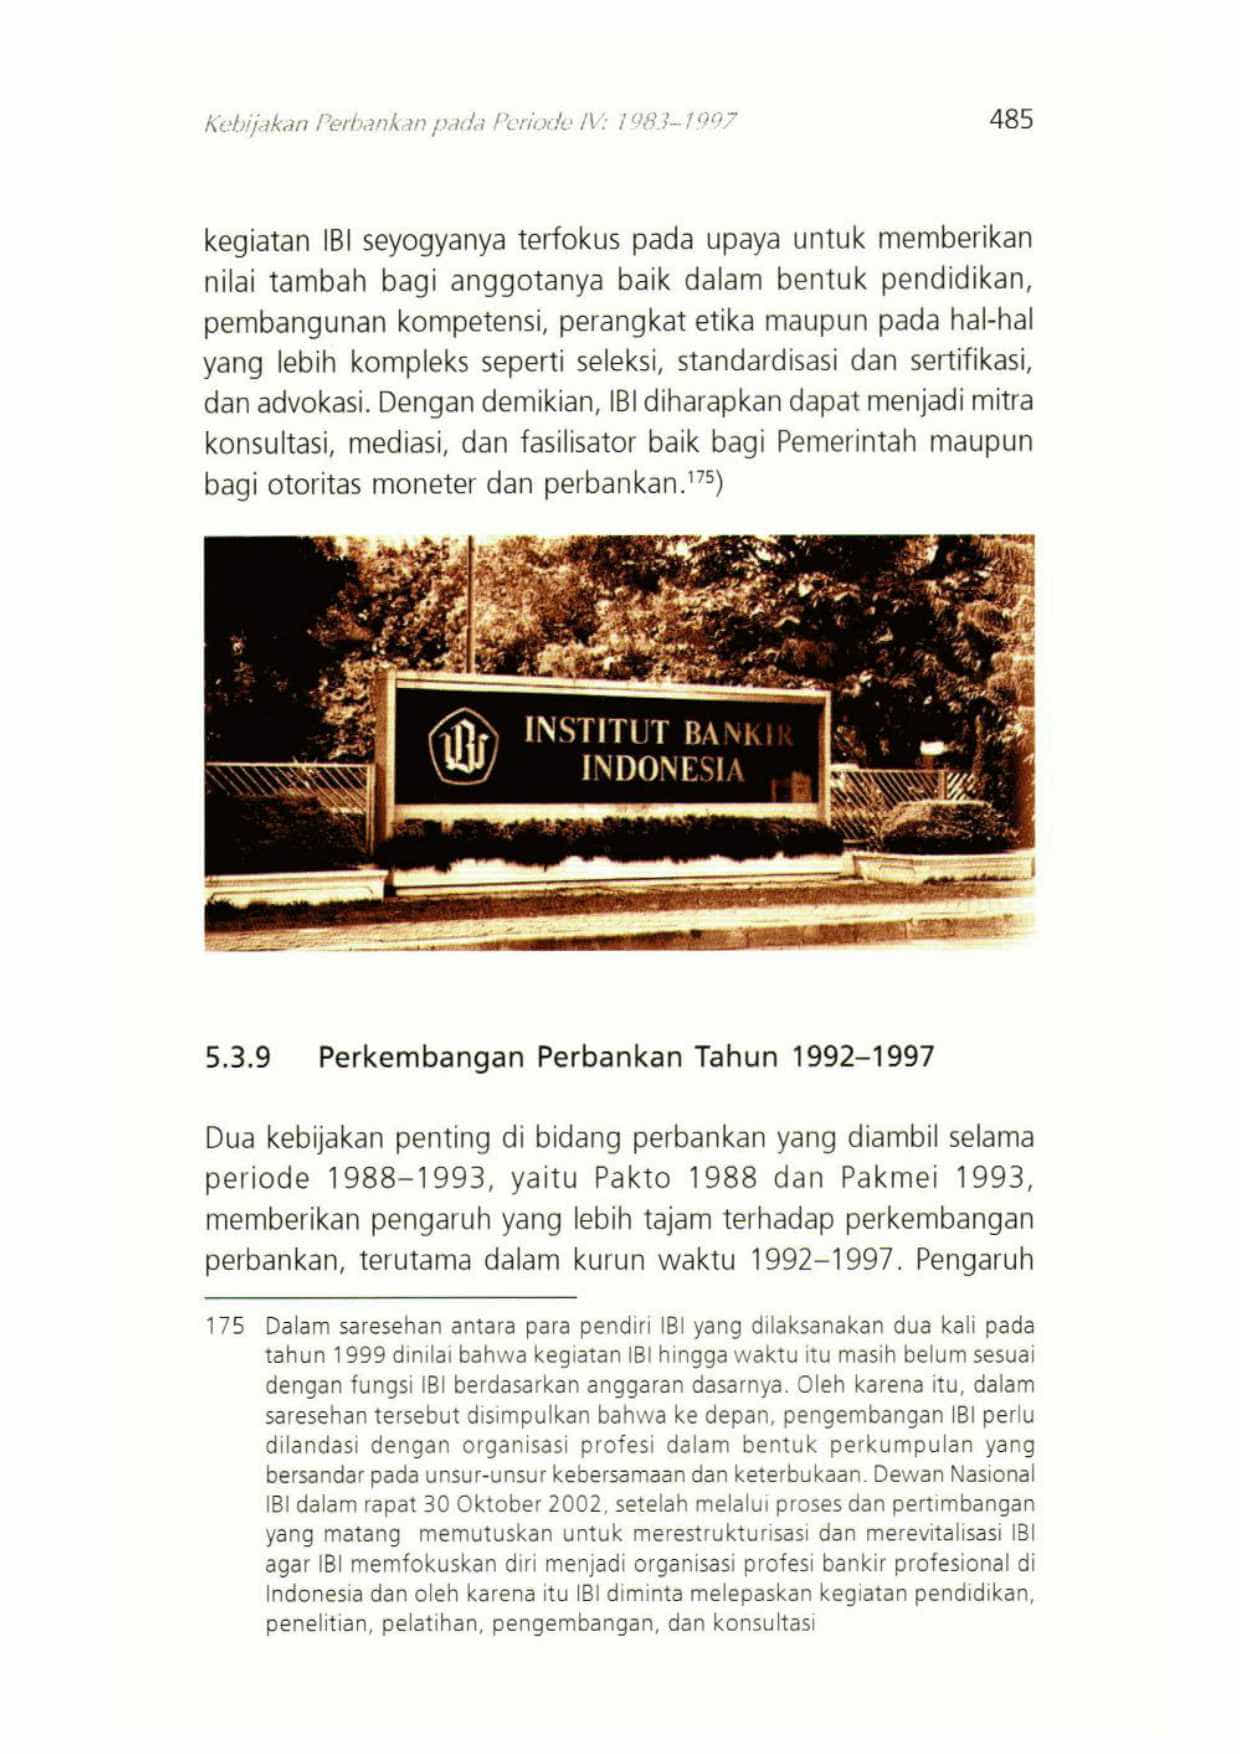 Kebijakan Perbankan pada Periode IV: 1983–1997 485
kegiatan IBI seyogyanya terfokus pada upaya untuk memberikan
nilai tambah bagi anggotanya baik dalam bentuk pendidikan,
pembangunan kompetensi, perangkat etika maupun pada hal-hal
yang lebih kompleks seperti seleksi, standardisasi dan sertifikasi,
dan advokasi. Dengan demikian, IBI diharapkan dapat menjadi mitra
konsultasi, mediasi, dan fasilisator baik bagi Pemerintah maupun
bagi otoritas moneter dan perbankan.¹⁷⁵)
INSTITUT BANKIR
INDONESIA
5.3.9 Perkembangan Perbankan Tahun 1992–1997
Dua kebijakan penting di bidang perbankan yang diambil selama
periode 1988–1993, yaitu Pakto 1988 dan Pakmei 1993,
memberikan pengaruh yang lebih tajam terhadap perkembangan
perbankan, terutama dalam kurun waktu 1992–1997. Pengaruh
175 Dalam saresehan antara para pendiri IBI yang dilaksanakan dua kali pada
tahun 1999 dinilai bahwa kegiatan IBI hingga waktu itu masih belum sesuai
dengan fungsi IBI berdasarkan anggaran dasarnya. Oleh karena itu, dalam
saresehan tersebut disimpulkan bahwa ke depan, pengembangan IBI perlu
dilandasi dengan organisasi profesi dalam bentuk perkumpulan yang
bersandar pada unsur-unsur kebersamaan dan keterbukaan. Dewan Nasional
IBI dalam rapat 30 Oktober 2002, setelah melalui proses dan pertimbangan
yang matang memutuskan untuk merestrukturisasi dan merevitalisasi IBI
agar IBI memfokuskan diri menjadi organisasi profesi bankir profesional di
Indonesia dan oleh karena itu IBI diminta melepaskan kegiatan pendidikan,
penelitian, pelatihan, pengembangan, dan konsultasi